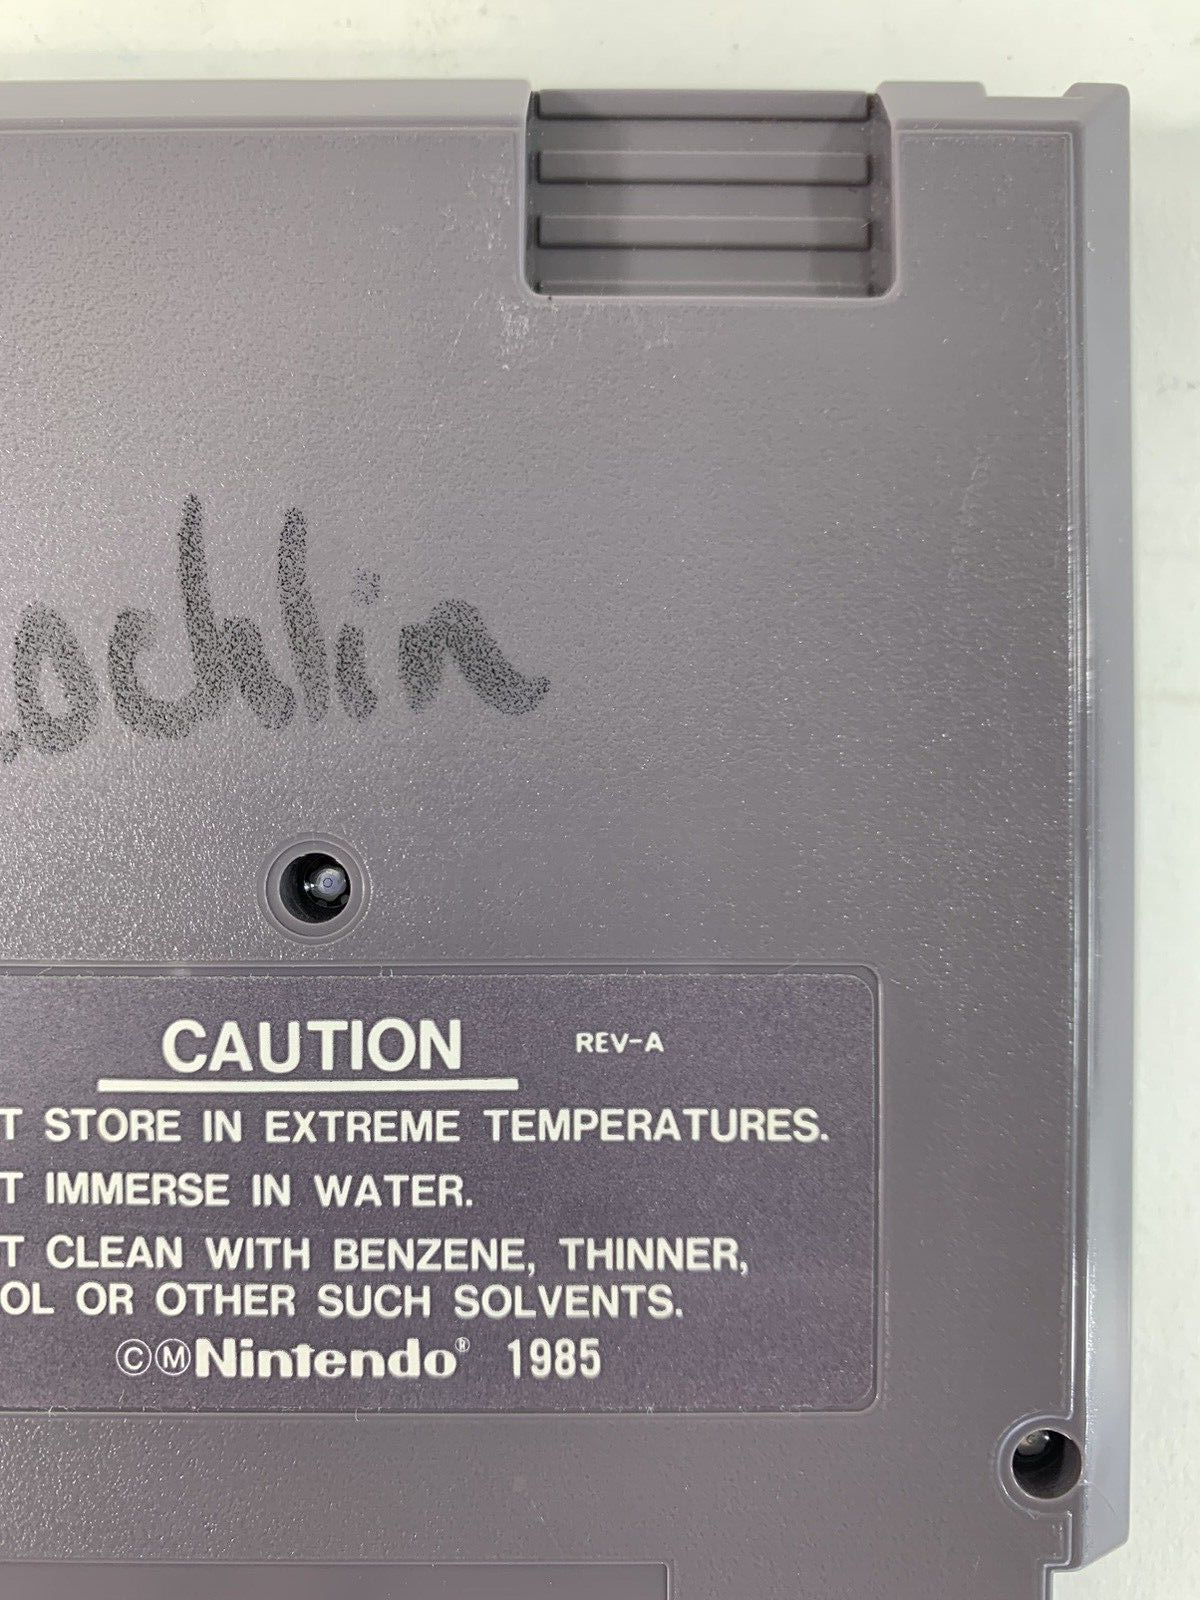 ochlin
CAUTION REV-A
T STORE IN EXTREME TEMPERATURES.
T IMMERSE IN WATER.
T CLEAN WITH BENZENE, THINNER,
OL OR OTHER SUCH SOLVENTS.
©Ⓜ Nintendo® 1985